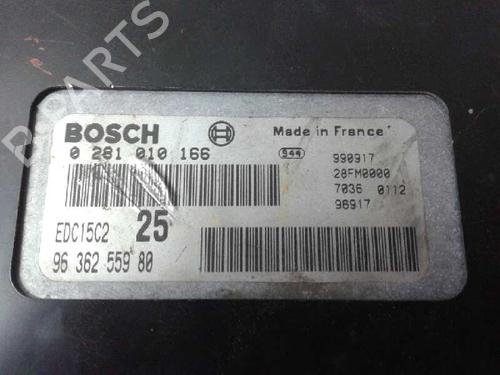 B-PARTS
BOSCH
Made in France
0 281 010 166
544
990917
28FM0000
7036 0112
96917
EDC15C2
25
96 362 559 80